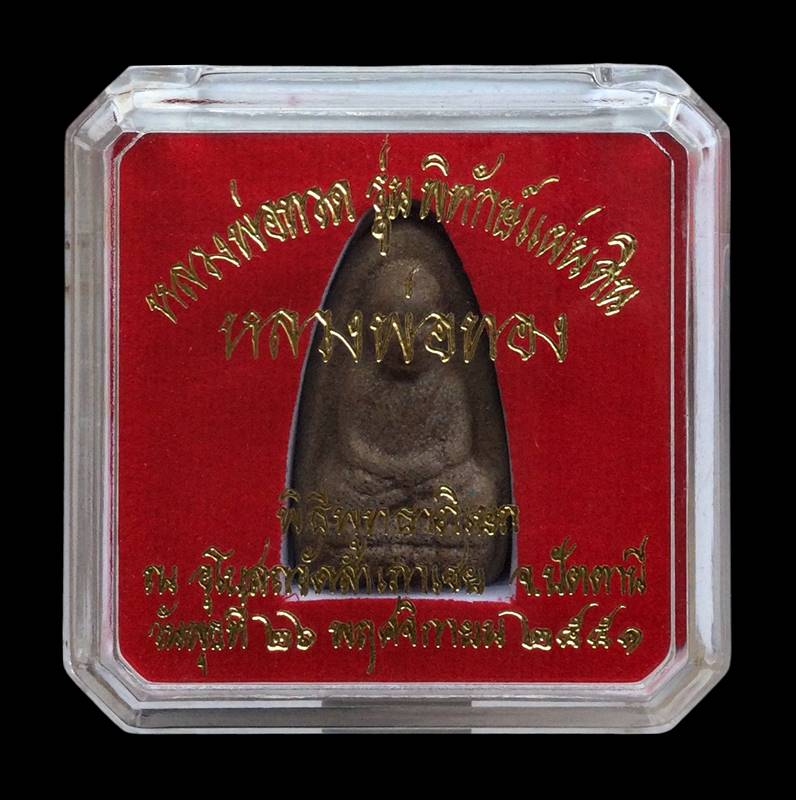 หลวงพ่อทวด รุ่น พิทักษ์แผ่นดิน
หลวงพ่อทอง
พิธีพุทธาภิเษก
ณ อุโบสถวัดสำเภาเชย จ.ปัตตานี
วันพุธที่ ๒๖ พฤศจิกายน ๒๕๕๑